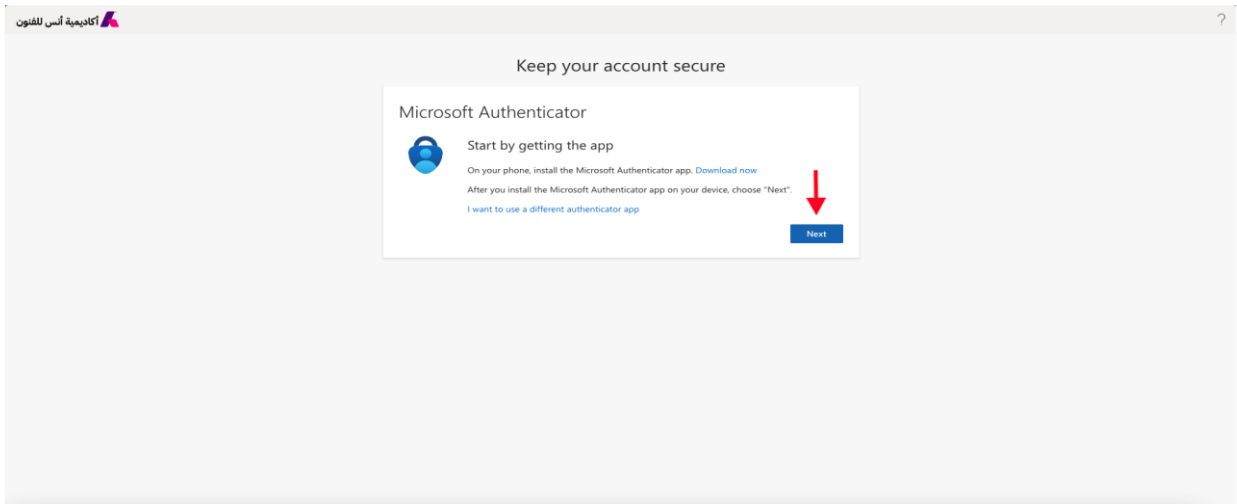 أكاديمية أنس للفنون
?
Keep your account secure
Microsoft Authenticator
Start by getting the app
On your phone, install the Microsoft Authenticator app. Download now
After you install the Microsoft Authenticator app on your device, choose "Next".
I want to use a different authenticator app
Next